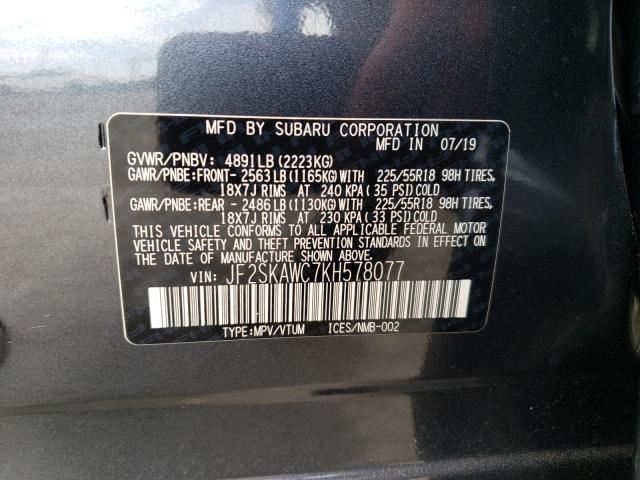 MFD BY SUBARU CORPORATION
MFD IN 07/19
GVWR/PNBV: 4891LB (2223KG)
GAWR/PNBE:FRONT- 2563LB (1165KG) WITH 225/55R18 98H TIRES,
18X7J RIMS AT 240 KPA (35 PSI) COLD
GAWR/PNBE:REAR - 2486LB (1130KG) WITH 225/55R18 98H TIRES,
18X7J RIMS AT 230 KPA (33 PSI) COLD
THIS VEHICLE CONFORMS TO ALL APPLICABLE FEDERAL MOTOR
VEHICLE SAFETY AND THEFT PREVENTION STANDARDS IN EFFECT ON
THE DATE OF MANUFACTURE SHOWN ABOVE.
VIN: JF2SKAWC7KH578077
TYPE:MPV/VTUM ICES/NMB-002